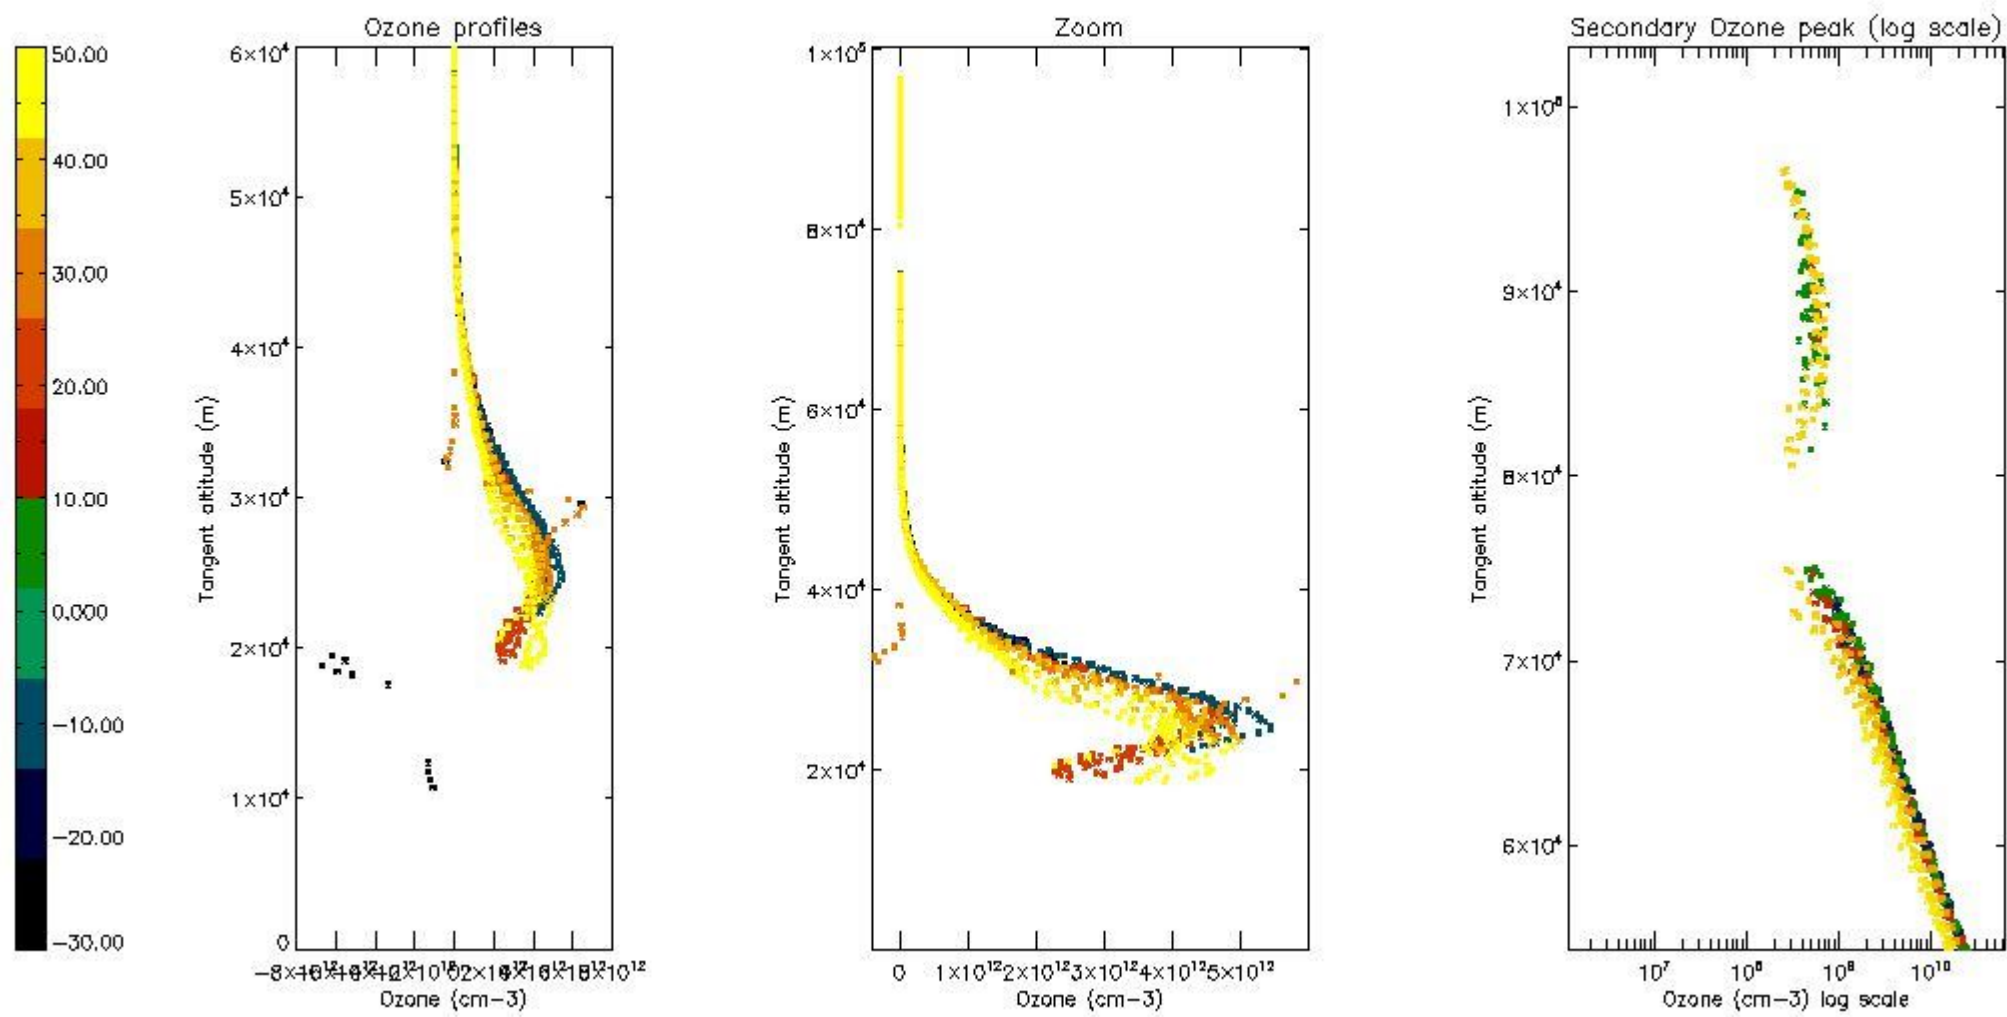 Ozone profiles
Zoom
Secondary Ozone peak (log scale)
50.00
40.00
30.00
20.00
10.00
0.000
−10.00
−20.00
−30.00
6×10⁴
5×10⁴
4×10⁴
3×10⁴
2×10⁴
1×10⁴
0
Tangent altitude (m)
Ozone (cm−3)
1×10⁵
8×10⁴
6×10⁴
4×10⁴
2×10⁴
Tangent altitude (m)
0 1×10¹² 2×10¹² 3×10¹² 4×10¹² 5×10¹²
Ozone (cm−3)
9×10⁴
8×10⁴
7×10⁴
6×10⁴
Tangent altitude (m)
10⁷ 10⁸ 10⁹ 10¹⁰
Ozone (cm−3) log scale